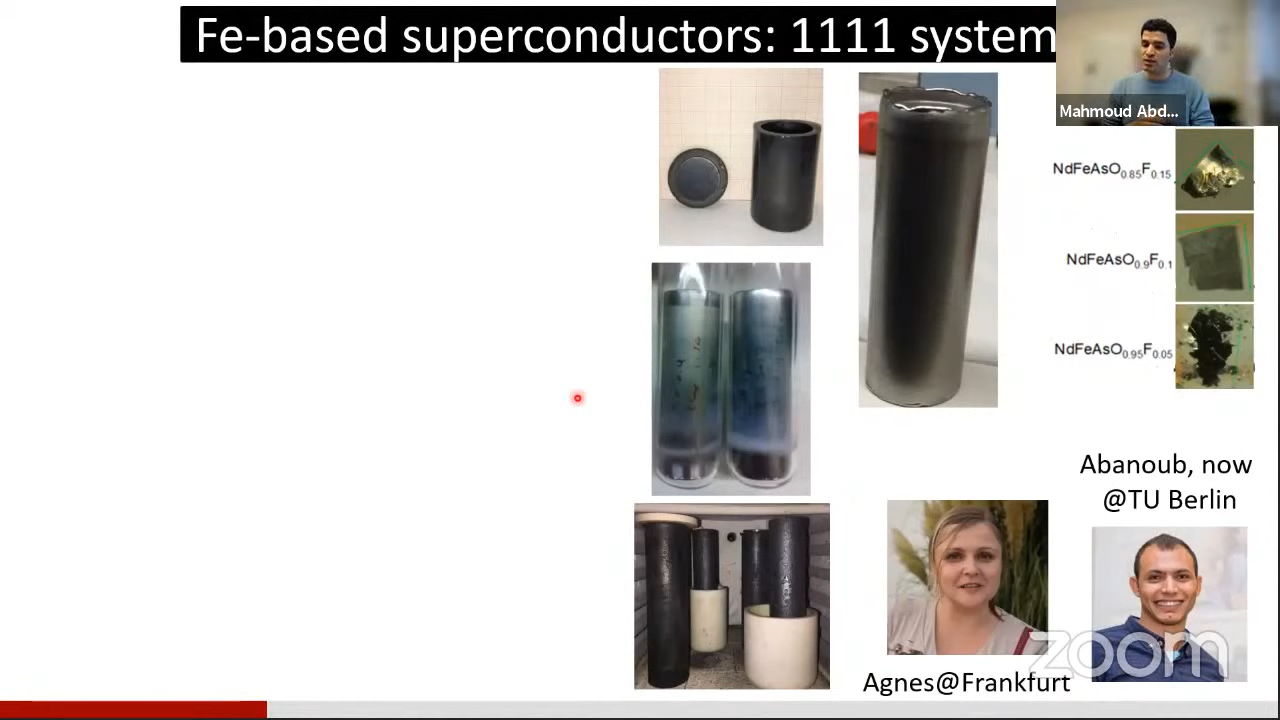 Fe-based superconductors: 1111 system
Mahmoud Abd...
NdFeAsO0.85F0.15
NdFeAsO0.9F0.1
NdFeAsO0.95F0.05
Abanoub, now
@TU Berlin
Agnes@Frankfurt
zoom